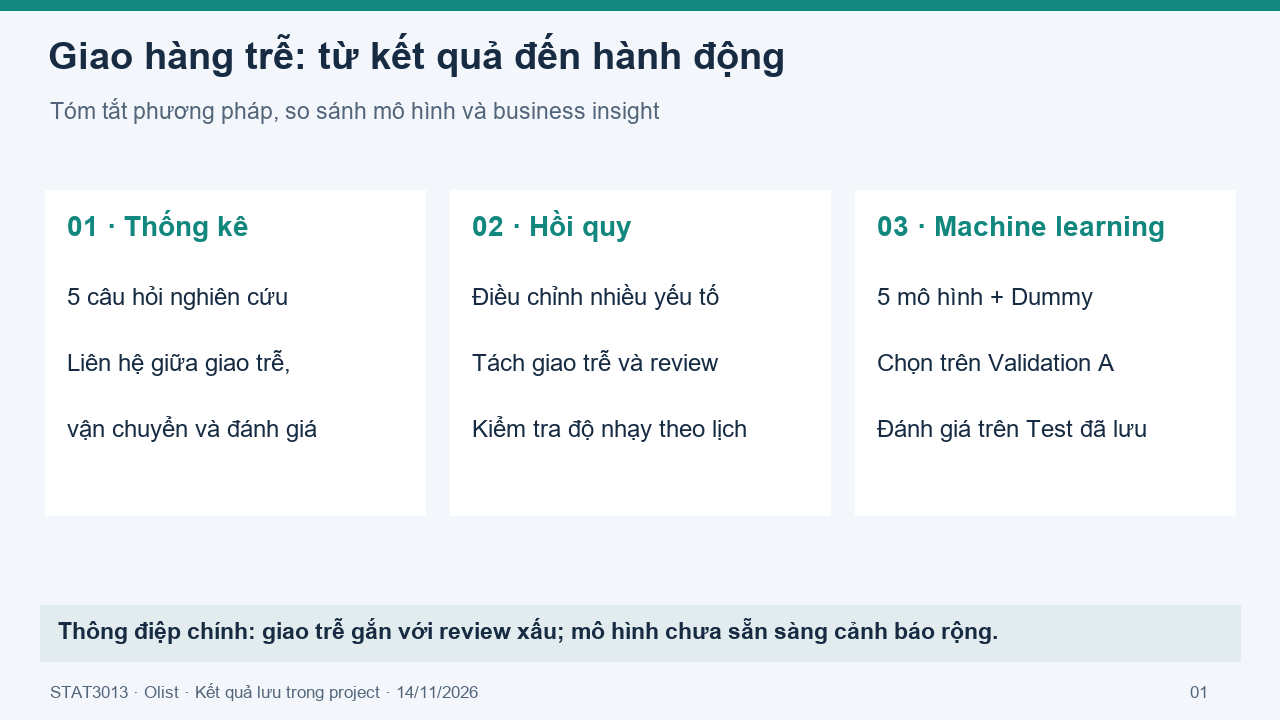 Giao hàng trễ: từ kết quả đến hành động
Tóm tắt phương pháp, so sánh mô hình và business insight
01 · Thống kê
5 câu hỏi nghiên cứu
Liên hệ giữa giao trễ,
vận chuyển và đánh giá
02 · Hồi quy
Điều chỉnh nhiều yếu tố
Tách giao trễ và review
Kiểm tra độ nhạy theo lịch
03 · Machine learning
5 mô hình + Dummy
Chọn trên Validation A
Đánh giá trên Test đã lưu
Thông điệp chính: giao trễ gắn với review xấu; mô hình chưa sẵn sàng cảnh báo rộng.
STAT3013 · Olist · Kết quả lưu trong project · 14/11/2026
01